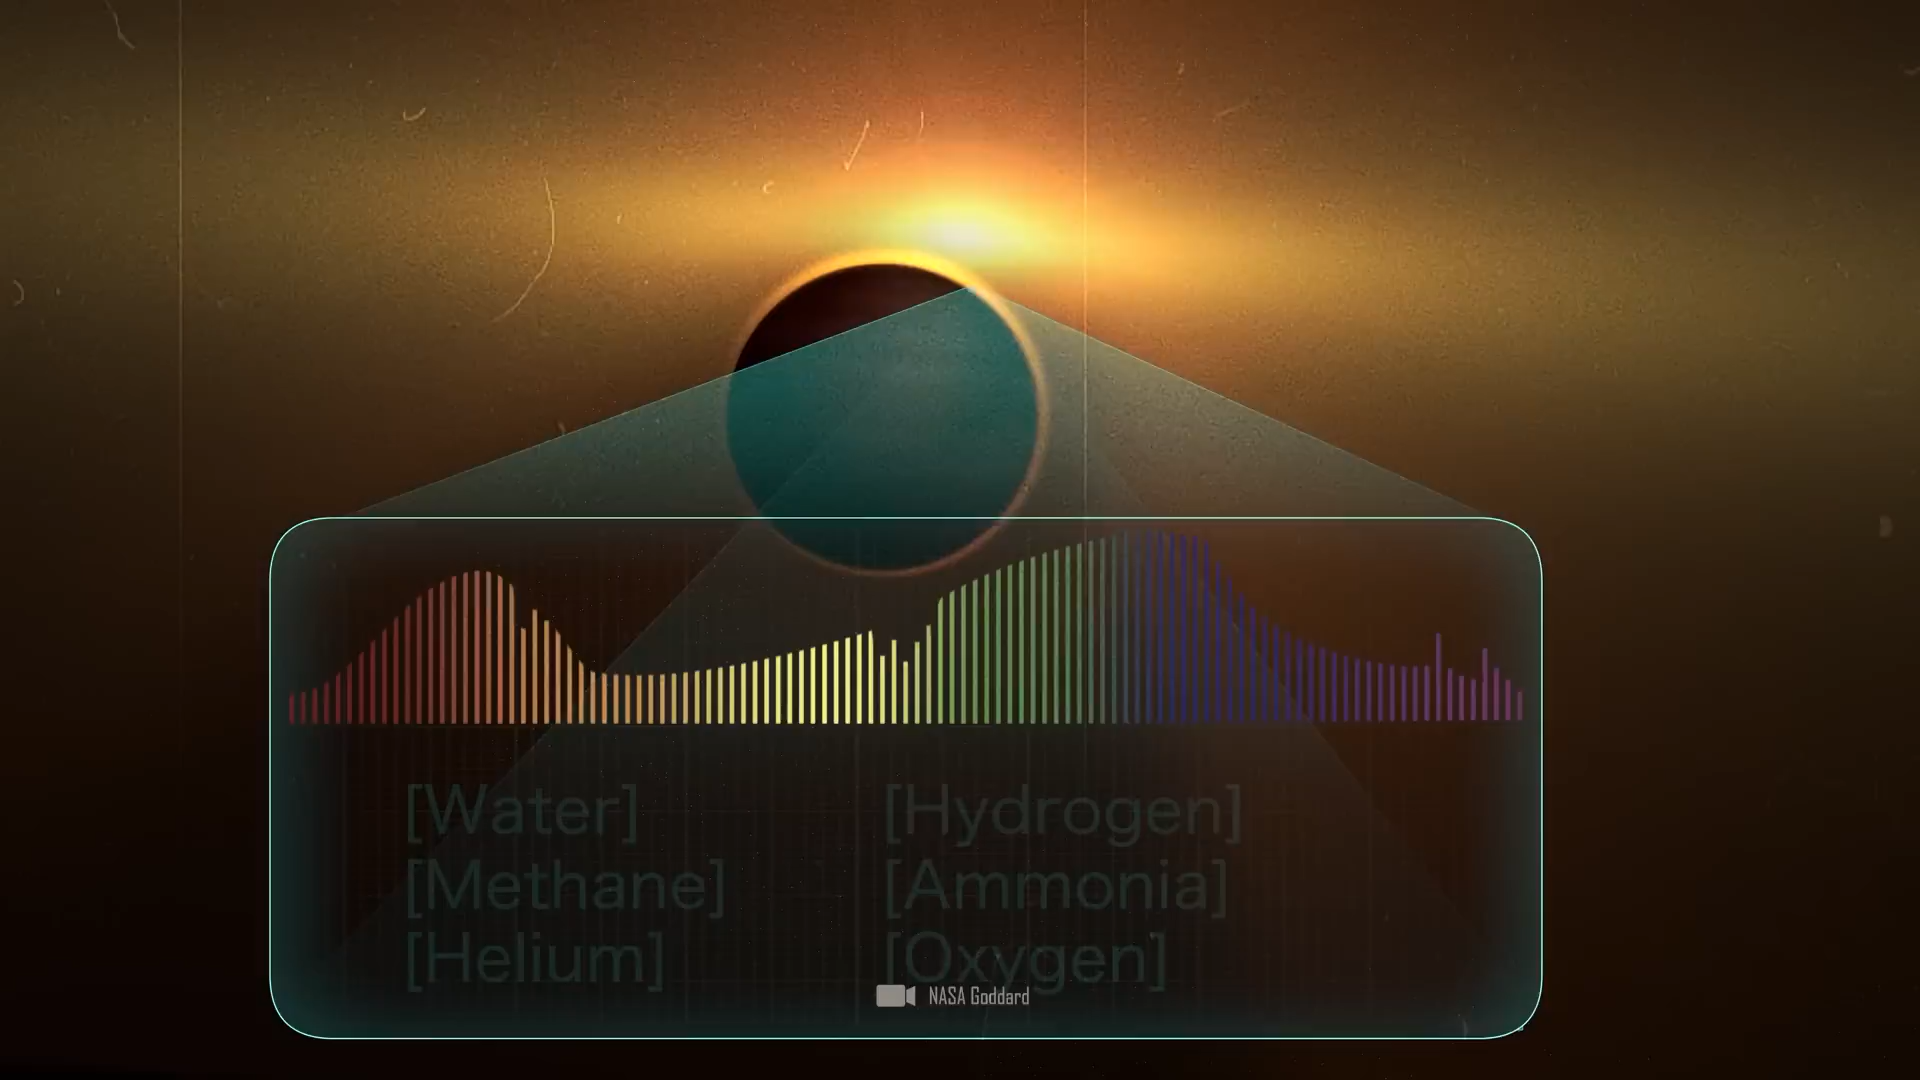 [Water] [Hydrogen]
[Methane] [Ammonia]
[Helium] [Oxygen]
NASA Goddard